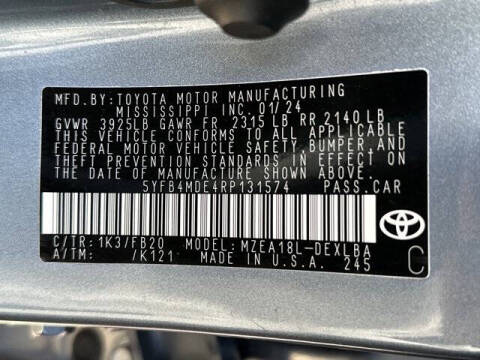 MFD.BY:TOYOTA MOTOR MANUFACTURING
MISSISSIPPI INC.01/24
GVWR 3925LB GAWR FR 2315 LB RR 2140 LB
THIS VEHICLE CONFORMS TO ALL APPLICABLE
FEDERAL MOTOR VEHICLE SAFETY,BUMPER,AND
THEFT PREVENTION STANDARDS IN EFFECT ON
THE DATE OF MANUFACTURE SHOWN ABOVE.
5YFB4MDE4RP131574 PASS.CAR
C/TR:1K3/FB20 MODEL:MZEA18L-DEXLBA
A/TM: /K121 MADE IN U.S.A. 245
C